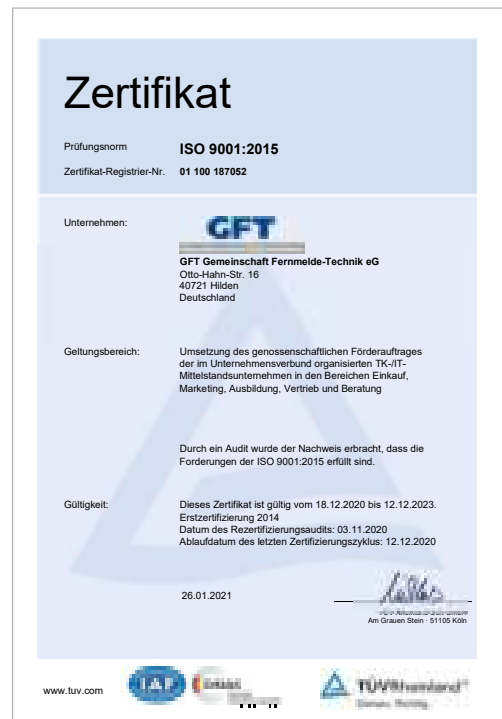 Zertifikat
Prüfungsnorm ISO 9001:2015
Zertifikat-Registrier-Nr. 01 100 187052
Unternehmen:
GFT
GFT Gemeinschaft Fernmelde-Technik eG
Otto-Hahn-Str. 16
40721 Hilden
Deutschland
Geltungsbereich: Umsetzung des genossenschaftlichen Förderauftrages
der im Unternehmensverbund organisierten TK-/IT-
Mittelstandsunternehmen in den Bereichen Einkauf,
Marketing, Ausbildung, Vertrieb und Beratung
Durch ein Audit wurde der Nachweis erbracht, dass die
Forderungen der ISO 9001:2015 erfüllt sind.
Gültigkeit: Dieses Zertifikat ist gültig vom 18.12.2020 bis 12.12.2023.
Erstzertifizierung 2014
Datum des Rezertifizierungsaudits: 03.11.2020
Ablaufdatum des letzten Zertifizierungszyklus: 12.12.2020
26.01.2021
Am Grauen Stein · 51105 Köln
www.tuv.com
IAF
TÜVRheinland